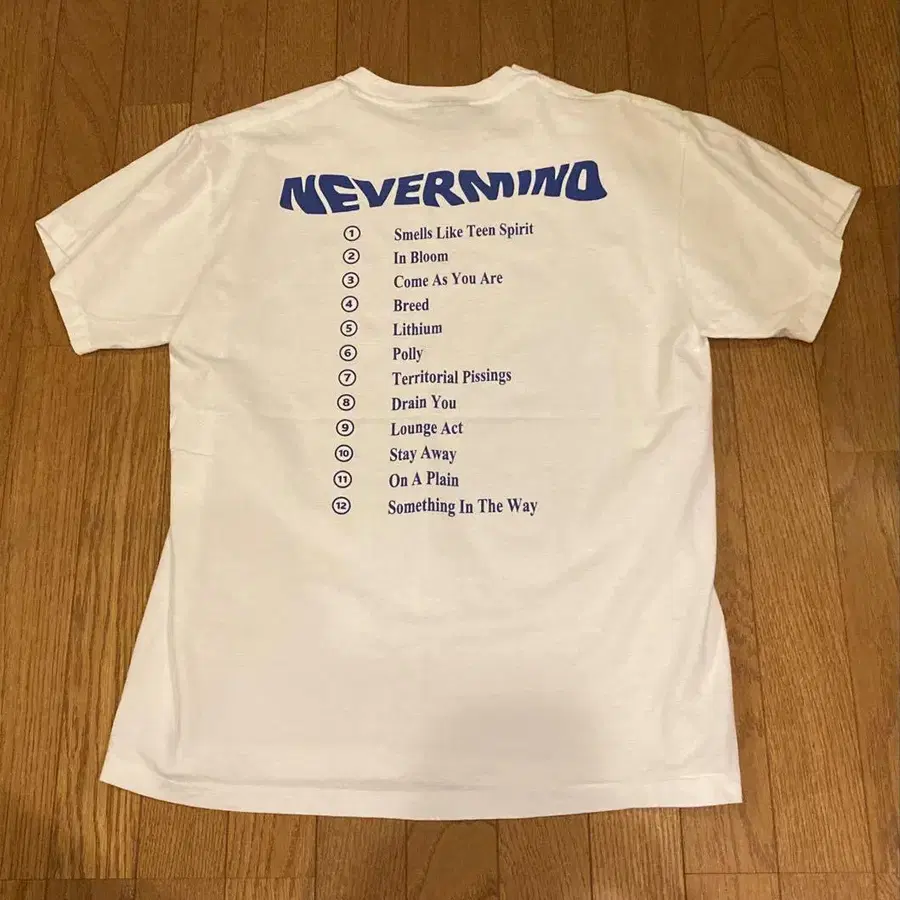 NEVERMIND
① Smells Like Teen Spirit
② In Bloom
③ Come As You Are
④ Breed
⑤ Lithium
⑥ Polly
⑦ Territorial Pissings
⑧ Drain You
⑨ Lounge Act
⑩ Stay Away
⑪ On A Plain
⑫ Something In The Way